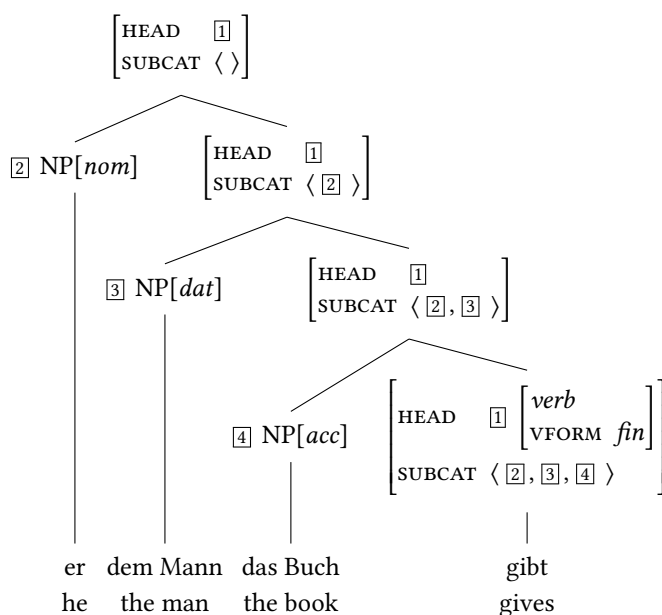 HEAD 1
SUBCAT ⟨ ⟩
2 NP[nom]
HEAD 1
SUBCAT ⟨ 2 ⟩
3 NP[dat]
HEAD 1
SUBCAT ⟨ 2 , 3 ⟩
4 NP[acc]
HEAD 1 verb
VFORM fin
SUBCAT ⟨ 2 , 3 , 4 ⟩
er dem Mann das Buch gibt
he the man the book gives